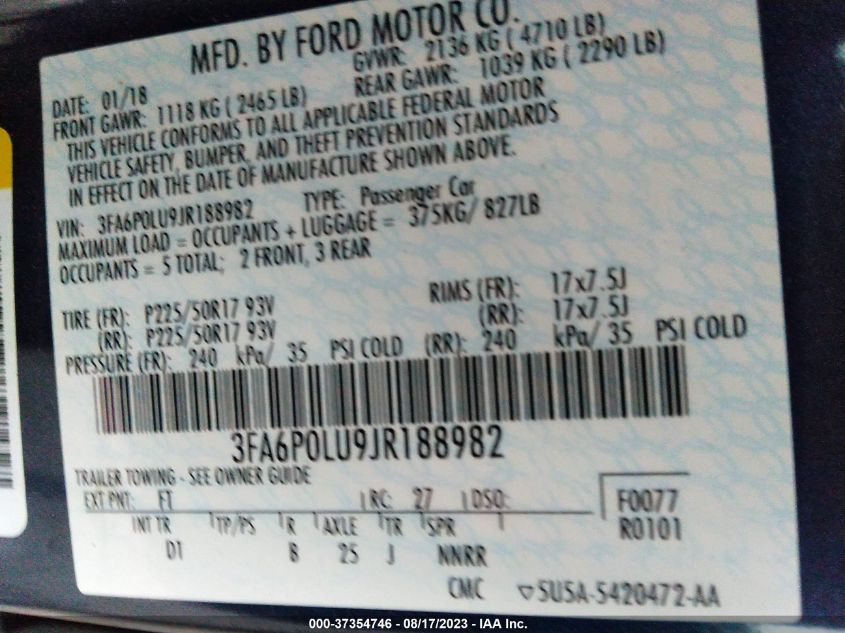 MFD. BY FORD MOTOR CO.
DATE: 01/18 GVWR: 2136 KG ( 4710 LB)
FRONT GAWR: 1118 KG ( 2465 LB) REAR GAWR: 1039 KG ( 2290 LB)
THIS VEHICLE CONFORMS TO ALL APPLICABLE FEDERAL MOTOR
VEHICLE SAFETY, BUMPER, AND THEFT PREVENTION STANDARDS
IN EFFECT ON THE DATE OF MANUFACTURE SHOWN ABOVE.
VIN: 3FA6P0LU9JR188982 TYPE: Passenger Car
MAXIMUM LOAD = OCCUPANTS + LUGGAGE = 375KG/ 827LB
OCCUPANTS = 5 TOTAL; 2 FRONT, 3 REAR
TIRE (FR): P225/50R17 93V RIMS (FR): 17x7.5J
(RR): P225/50R17 93V (RR): 17x7.5J
PRESSURE (FR): 240 kPa/ 35 PSI COLD (RR): 240 kPa/ 35 PSI COLD
3FA6P0LU9JR188982
TRAILER TOWING - SEE OWNER GUIDE
EXT PNT: FT RC: 27 DSO: F0077
R0101
INT TR TP/PS R AXLE TR SPR
D1 B 25 J NNRR
CMC 5U5A-5420472-AA
000-37354746 - 08/17/2023 - IAA Inc.